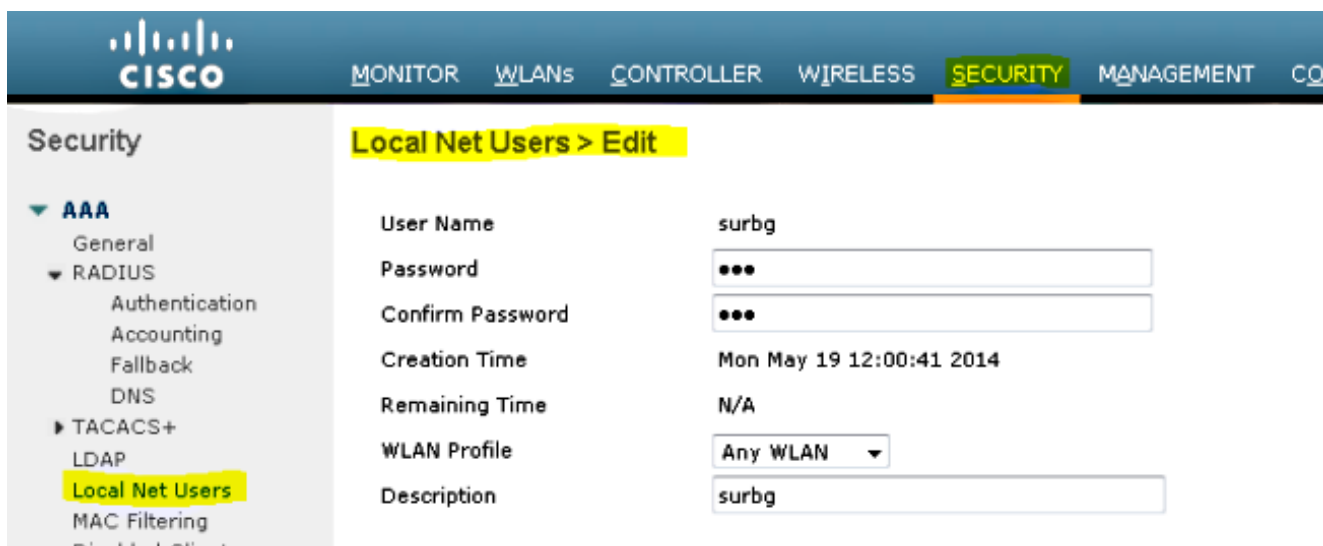 CISCO
MONITOR WLANs CONTROLLER WIRELESS SECURITY MANAGEMENT
Security
AAA
General
RADIUS
Authentication
Accounting
Fallback
DNS
TACACS+
LDAP
Local Net Users
MAC Filtering
Local Net Users > Edit
User Name surbg
Password •••
Confirm Password •••
Creation Time Mon May 19 12:00:41 2014
Remaining Time N/A
WLAN Profile Any WLAN
Description surbg